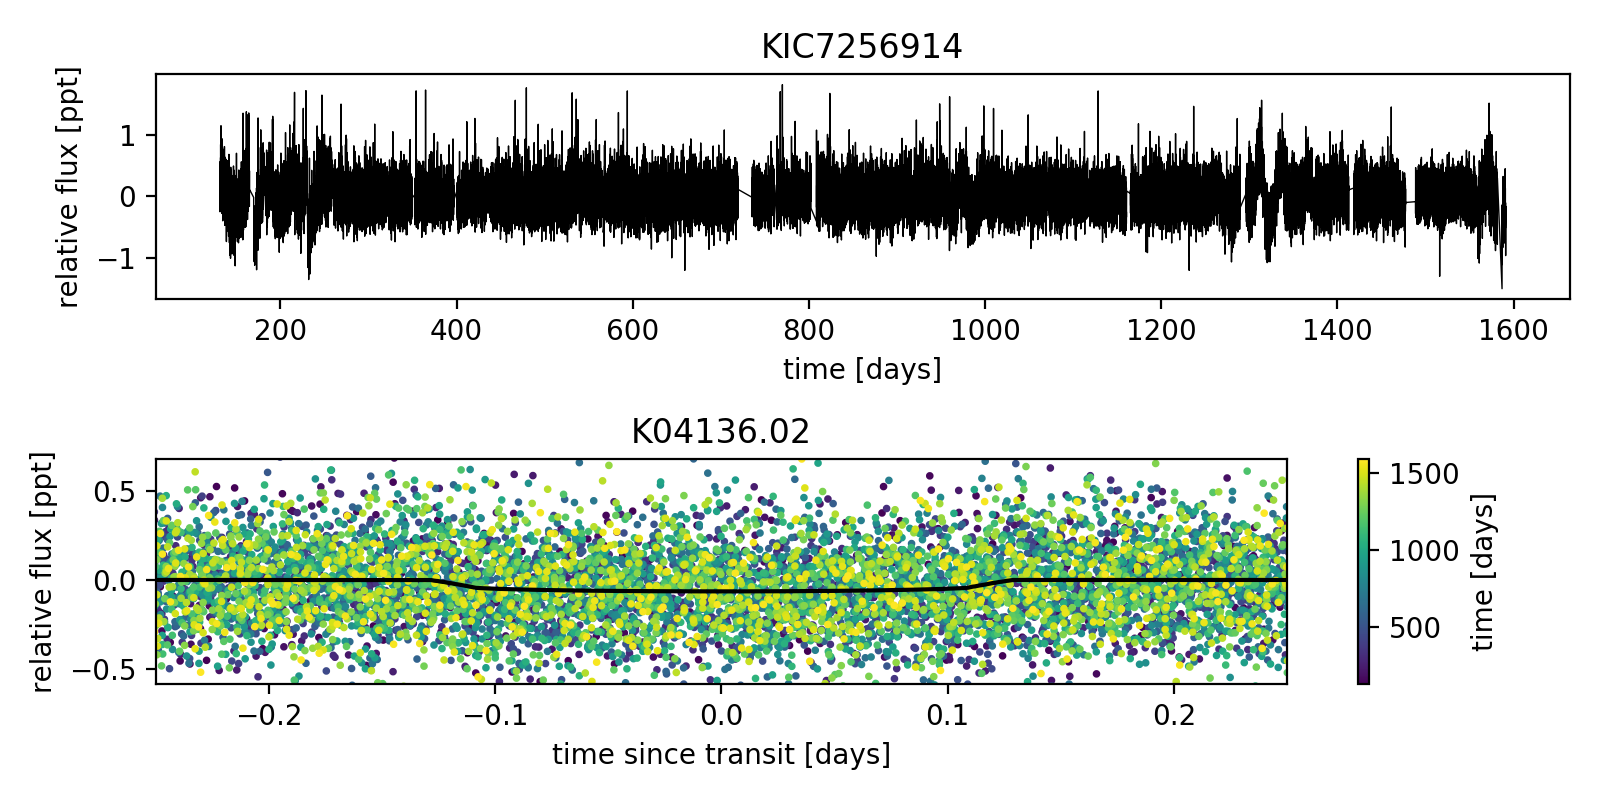 KIC7256914
relative flux [ppt]
1
0
−1
200 400 600 800 1000 1200 1400 1600
time [days]
K04136.02
relative flux [ppt]
0.5
0.0
−0.5
−0.2 −0.1 0.0 0.1 0.2
time since transit [days]
1500
1000
500
time [days]